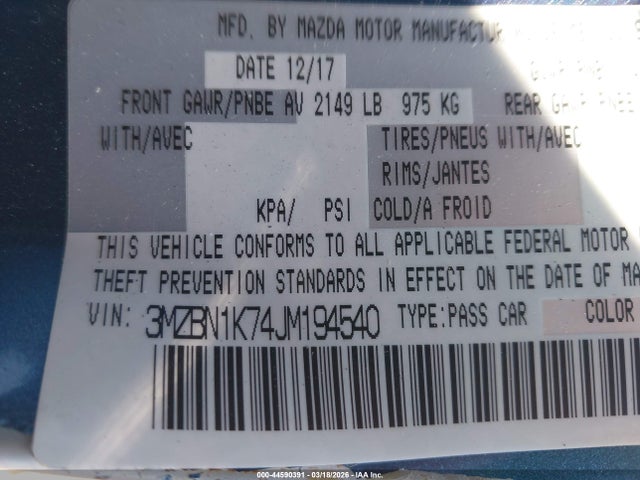 MFD. BY MAZDA MOTOR MANUFACTUR
DATE 12/17
FRONT GAWR/PNBE AV 2149 LB 975 KG REAR GAWR PNBE
WITH/AVEC TIRES/PNEUS WITH/AVEC
RIMS/JANTES
KPA/ PSI COLD/A FROID
THIS VEHICLE CONFORMS TO ALL APPLICABLE FEDERAL MOTOR
THEFT PREVENTION STANDARDS IN EFFECT ON THE DATE OF MA
VIN: 3MZBN1K74JM194540 TYPE:PASS CAR COLOR
000-44590391 - 03/18/2026 - IAA Inc.